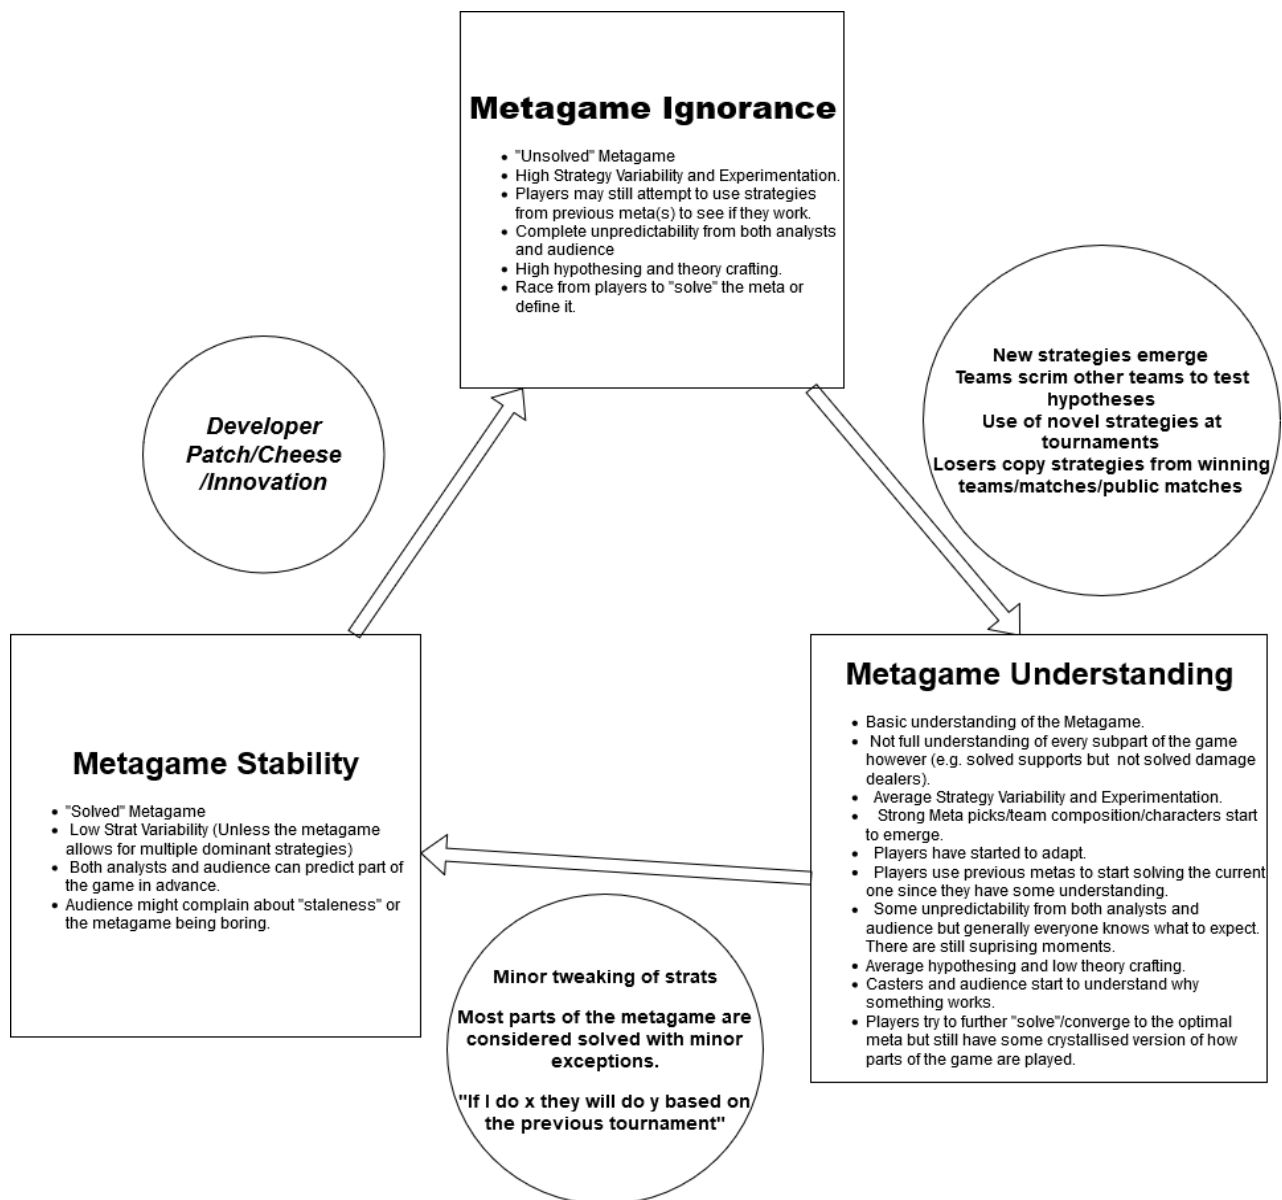 Metagame Ignorance
"Unsolved" Metagame
High Strategy Variability and Experimentation.
Players may still attempt to use strategies
from previous meta(s) to see if they work.
Complete unpredictability from both analysts
and audience
High hypothesing and theory crafting.
Race from players to "solve" the meta or
define it.
New strategies emerge
Teams scrim other teams to test
hypotheses
Use of novel strategies at
tournaments
Losers copy strategies from winning
teams/matches/public matches
Developer
Patch/Cheese
/Innovation
Metagame Understanding
Basic understanding of the Metagame.
Not full understanding of every subpart of the game
however (e.g. solved supports but not solved damage
dealers).
Average Strategy Variability and Experimentation.
Strong Meta picks/team composition/characters start
to emerge.
Players have started to adapt.
Players use previous metas to start solving the current
one since they have some understanding.
Some unpredictability from both analysts and
audience but generally everyone knows what to expect.
There are still suprising moments.
Average hypothesing and low theory crafting.
Casters and audience start to understand why
something works.
Players try to further "solve"/converge to the optimal
meta but still have some crystallised version of how
parts of the game are played.
Metagame Stability
"Solved" Metagame
Low Strat Variability (Unless the metagame
allows for multiple dominant strategies)
Both analysts and audience can predict part of
the game in advance.
Audience might complain about "staleness" or
the metagame being boring.
Minor tweaking of strats
Most parts of the metagame are
considered solved with minor
exceptions.
"If I do x they will do y based on
the previous tournament"